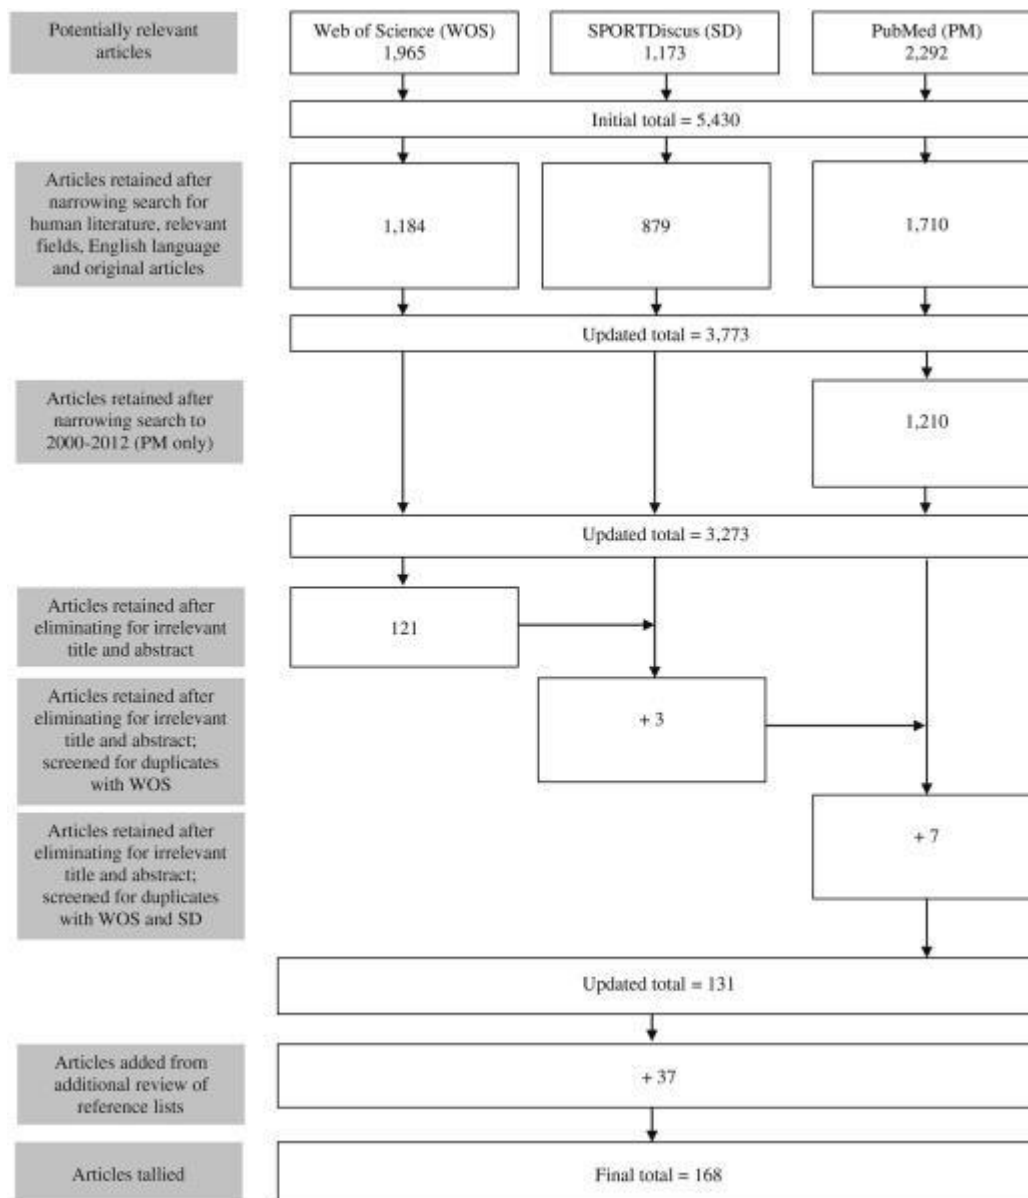 Potentially relevant
articles
Web of Science (WOS)
1,965
SPORTDiscus (SD)
1,173
PubMed (PM)
2,292
Initial total = 5,430
Articles retained after
narrowing search for
human literature, relevant
fields, English language
and original articles
1,184
879
1,710
Updated total = 3,773
Articles retained after
narrowing search to
2000-2012 (PM only)
1,210
Updated total = 3,273
Articles retained after
eliminating for irrelevant
title and abstract
121
Articles retained after
eliminating for irrelevant
title and abstract;
screened for duplicates
with WOS
+ 3
Articles retained after
eliminating for irrelevant
title and abstract;
screened for duplicates
with WOS and SD
+ 7
Updated total = 131
Articles added from
additional review of
reference lists
+ 37
Articles tallied
Final total = 168